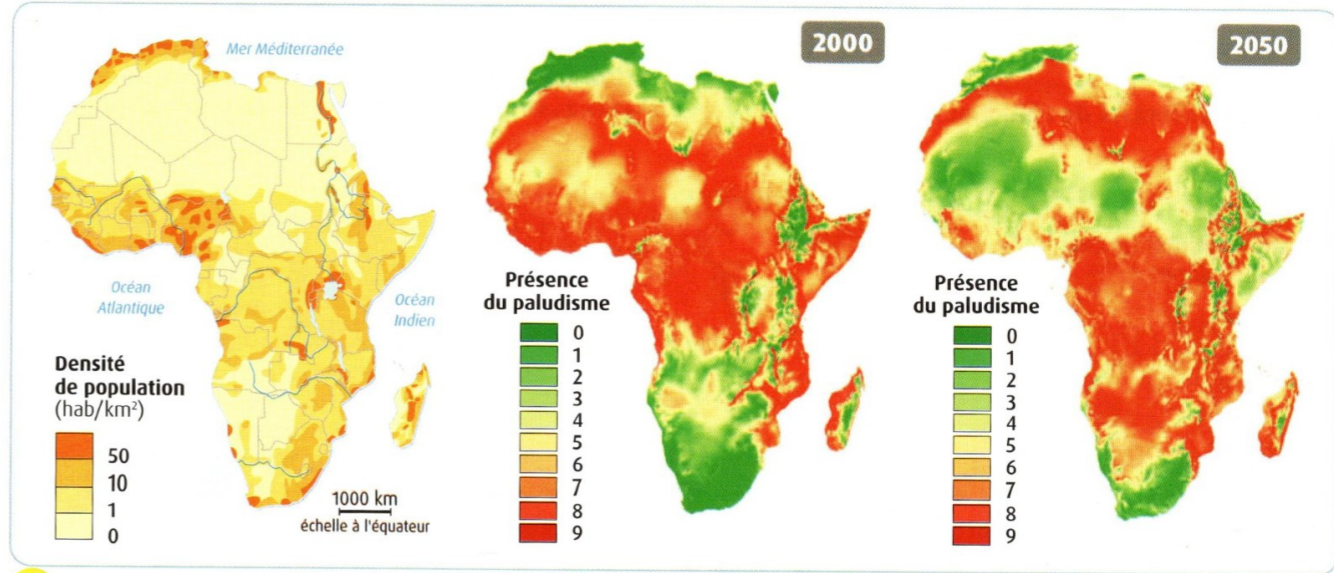 Mer Méditerranée
Océan
Atlantique
Océan
Indien
Densité
de population
(hab/km²)
50
10
1
0
1000 km
échelle à l'équateur
2000
Présence
du paludisme
0
1
2
3
4
5
6
7
8
9
2050
Présence
du paludisme
0
1
2
3
4
5
6
7
8
9